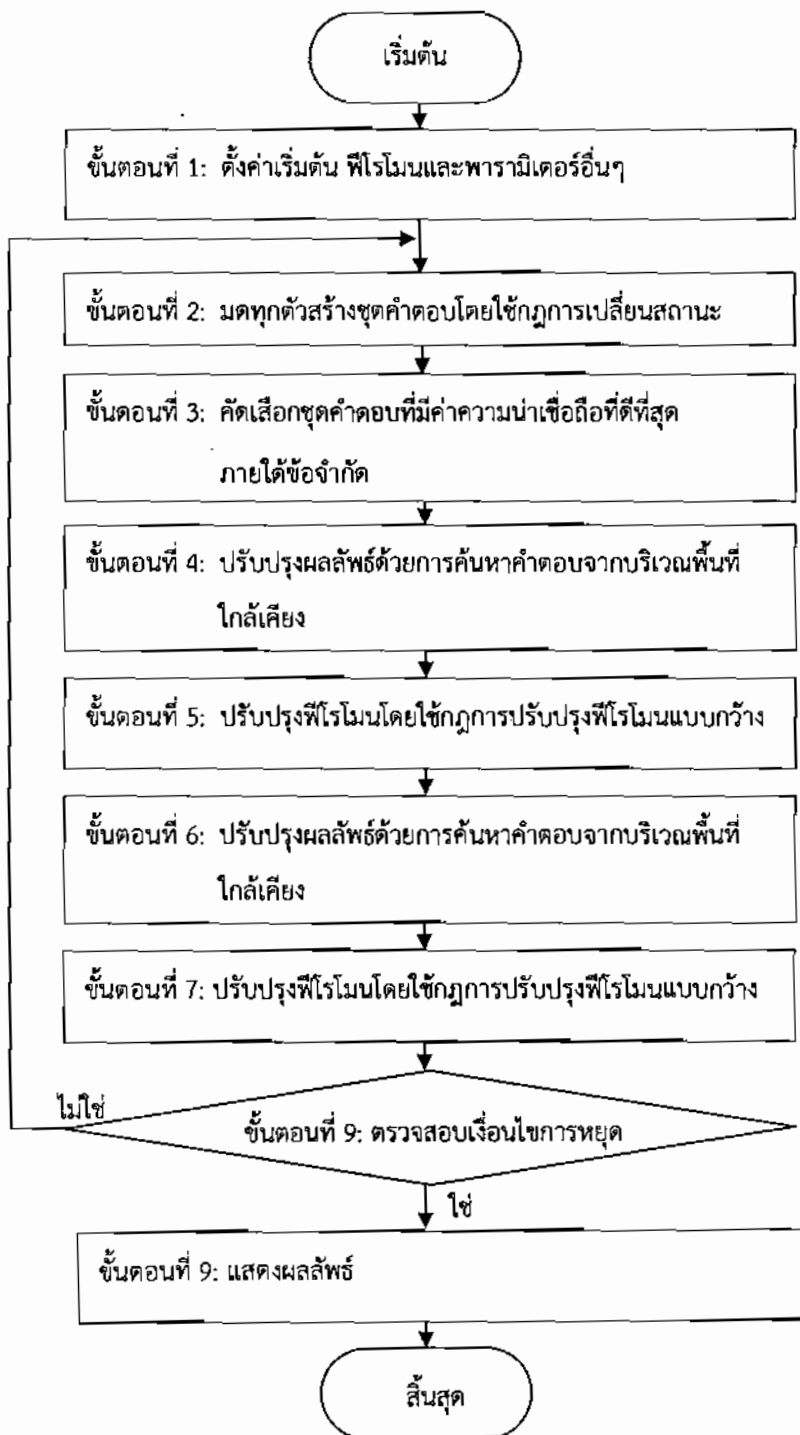 เริ่มต้น
ขั้นตอนที่ 1: ตั้งค่าเริ่มต้น ฟีโรโมนและพารามิเตอร์อื่นๆ
ขั้นตอนที่ 2: มดทุกตัวสร้างชุดคำตอบโดยใช้กฎการเปลี่ยนสถานะ
ขั้นตอนที่ 3: คัดเลือกชุดคำตอบที่มีค่าความน่าเชื่อถือที่ดีที่สุด
ภายใต้ข้อจำกัด
ขั้นตอนที่ 4: ปรับปรุงผลลัพธ์ด้วยการค้นหาคำตอบจากบริเวณพื้นที่
ใกล้เคียง
ขั้นตอนที่ 5: ปรับปรุงฟีโรโมนโดยใช้กฎการปรับปรุงฟีโรโมนแบบกว้าง
ขั้นตอนที่ 6: ปรับปรุงผลลัพธ์ด้วยการค้นหาคำตอบจากบริเวณพื้นที่
ใกล้เคียง
ขั้นตอนที่ 7: ปรับปรุงฟีโรโมนโดยใช้กฎการปรับปรุงฟีโรโมนแบบกว้าง
ไม่ใช่
ขั้นตอนที่ 9: ตรวจสอบเงื่อนไขการหยุด
ใช่
ขั้นตอนที่ 9: แสดงผลลัพธ์
สิ้นสุด